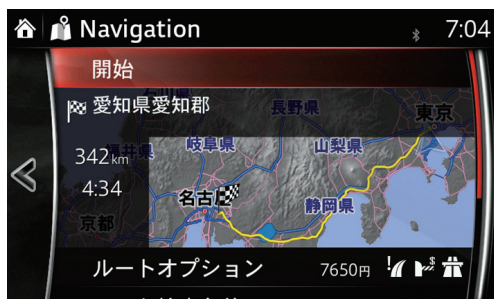 Navigation 7:04
開始
愛知県愛知郡
342km
4:34
長野県
東京
岐阜県
山梨県
名古屋
静岡県
京都
ルートオプション 7650円